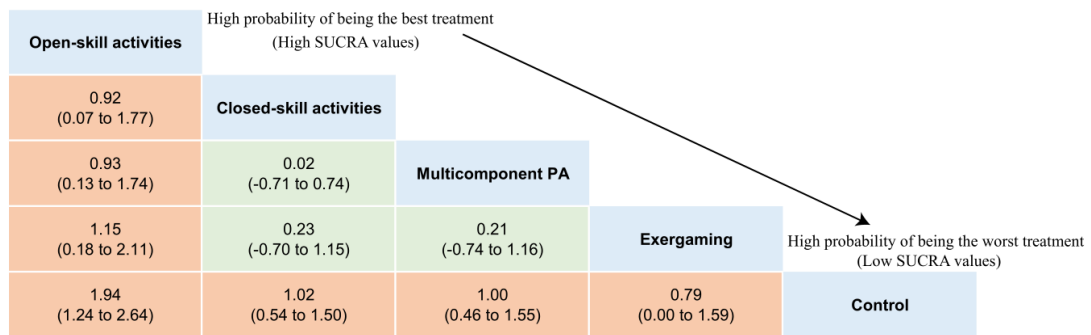 Open-skill activities
High probability of being the best treatment
(High SUCRA values)
0.92
(0.07 to 1.77)
Closed-skill activities
0.93
(0.13 to 1.74)
0.02
(-0.71 to 0.74)
Multicomponent PA
1.15
(0.18 to 2.11)
0.23
(-0.70 to 1.15)
0.21
(-0.74 to 1.16)
Exergaming
High probability of being the worst treatment
(Low SUCRA values)
1.94
(1.24 to 2.64)
1.02
(0.54 to 1.50)
1.00
(0.46 to 1.55)
0.79
(0.00 to 1.59)
Control